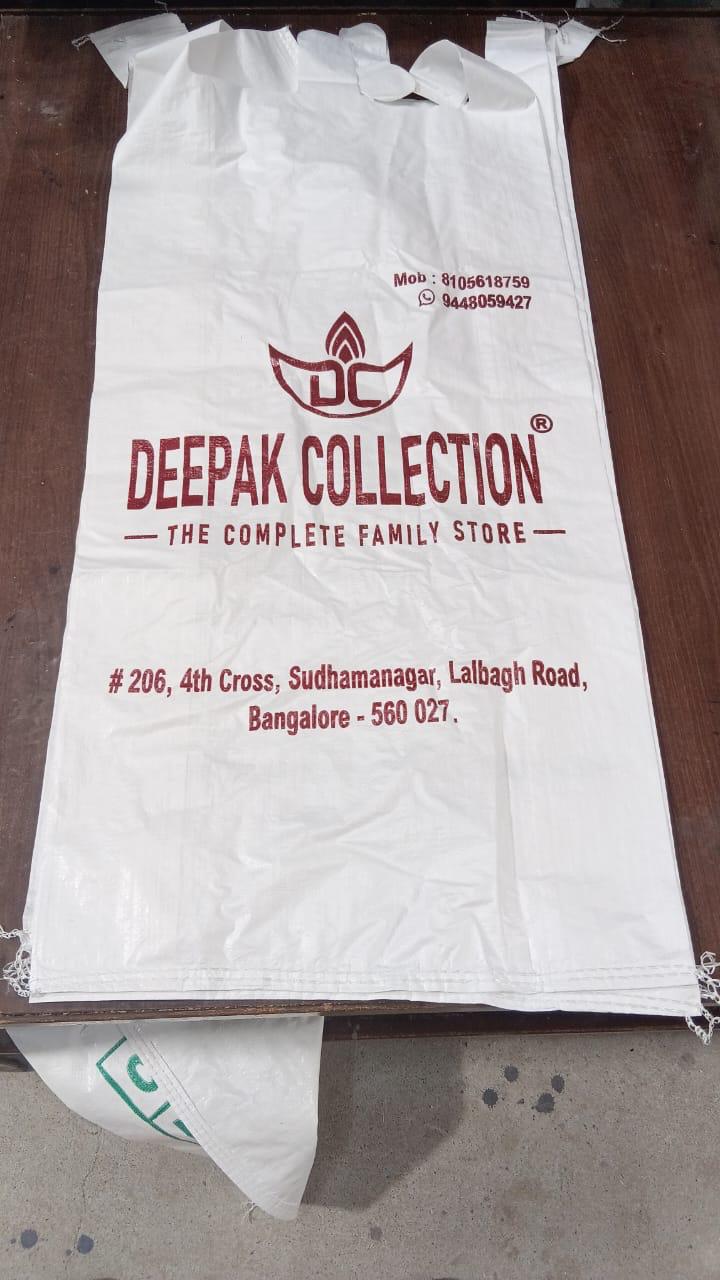 Mob : 8105618759
9448059427
DC
DEEPAK COLLECTION®
— THE COMPLETE FAMILY STORE —
# 206, 4th Cross, Sudhamanagar, Lalbagh Road,
Bangalore - 560 027.